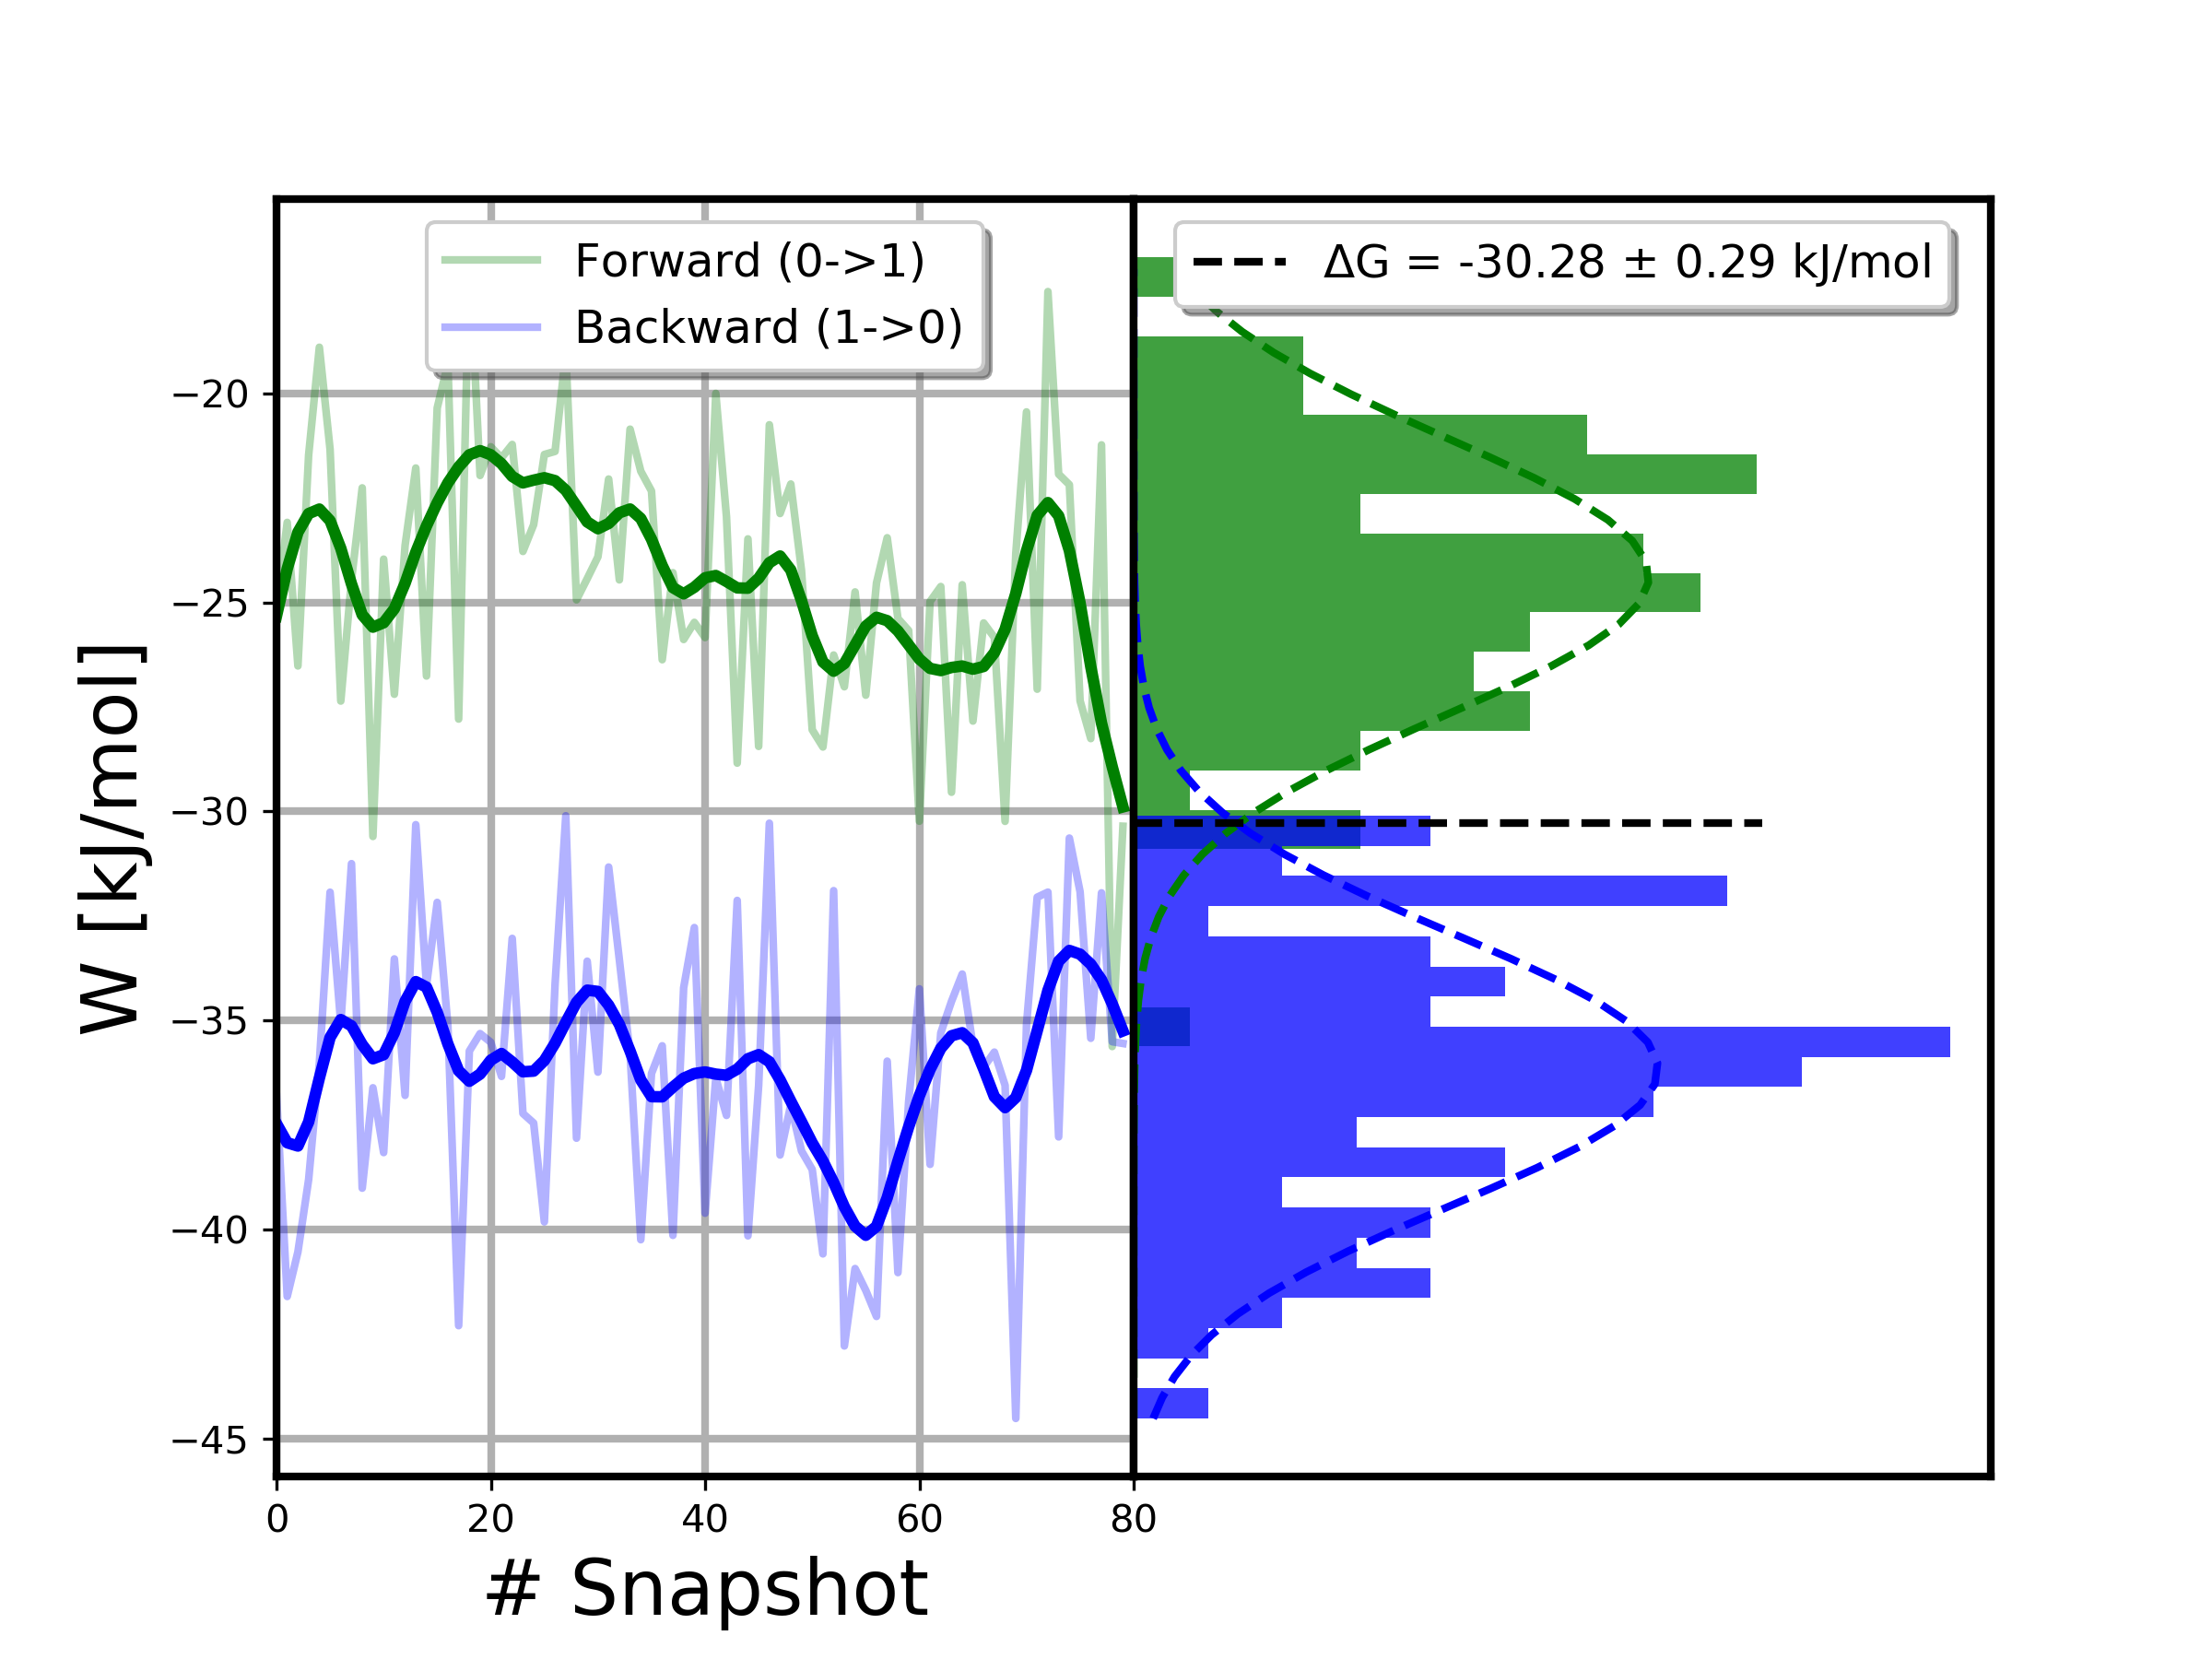 Forward (0->1)
Backward (1->0)
ΔG = -30.28 ± 0.29 kJ/mol
W [kJ/mol]
−20
−25
−30
−35
−40
−45
0 20 40 60 80
# Snapshot